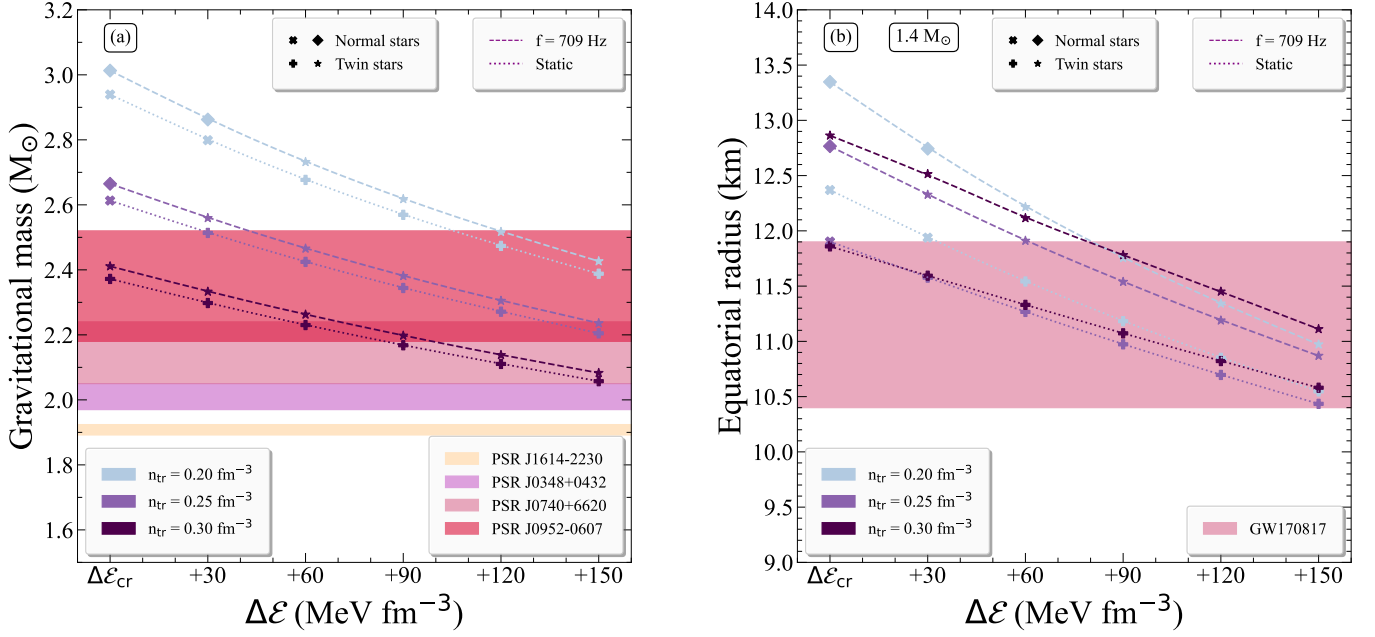 (a)
Normal stars
Twin stars
f = 709 Hz
Static
Gravitational mass (M☉)
3.2
3.0
2.8
2.6
2.4
2.2
2.0
1.8
1.6
n_tr = 0.20 fm⁻³
n_tr = 0.25 fm⁻³
n_tr = 0.30 fm⁻³
PSR J1614-2230
PSR J0348+0432
PSR J0740+6620
PSR J0952-0607
Δℰ_cr +30 +60 +90 +120 +150
Δℰ (MeV fm⁻³)
(b)
1.4 M☉
Normal stars
Twin stars
f = 709 Hz
Static
Equatorial radius (km)
14.0
13.5
13.0
12.5
12.0
11.5
11.0
10.5
10.0
9.5
9.0
n_tr = 0.20 fm⁻³
n_tr = 0.25 fm⁻³
n_tr = 0.30 fm⁻³
GW170817
Δℰ_cr +30 +60 +90 +120 +150
Δℰ (MeV fm⁻³)